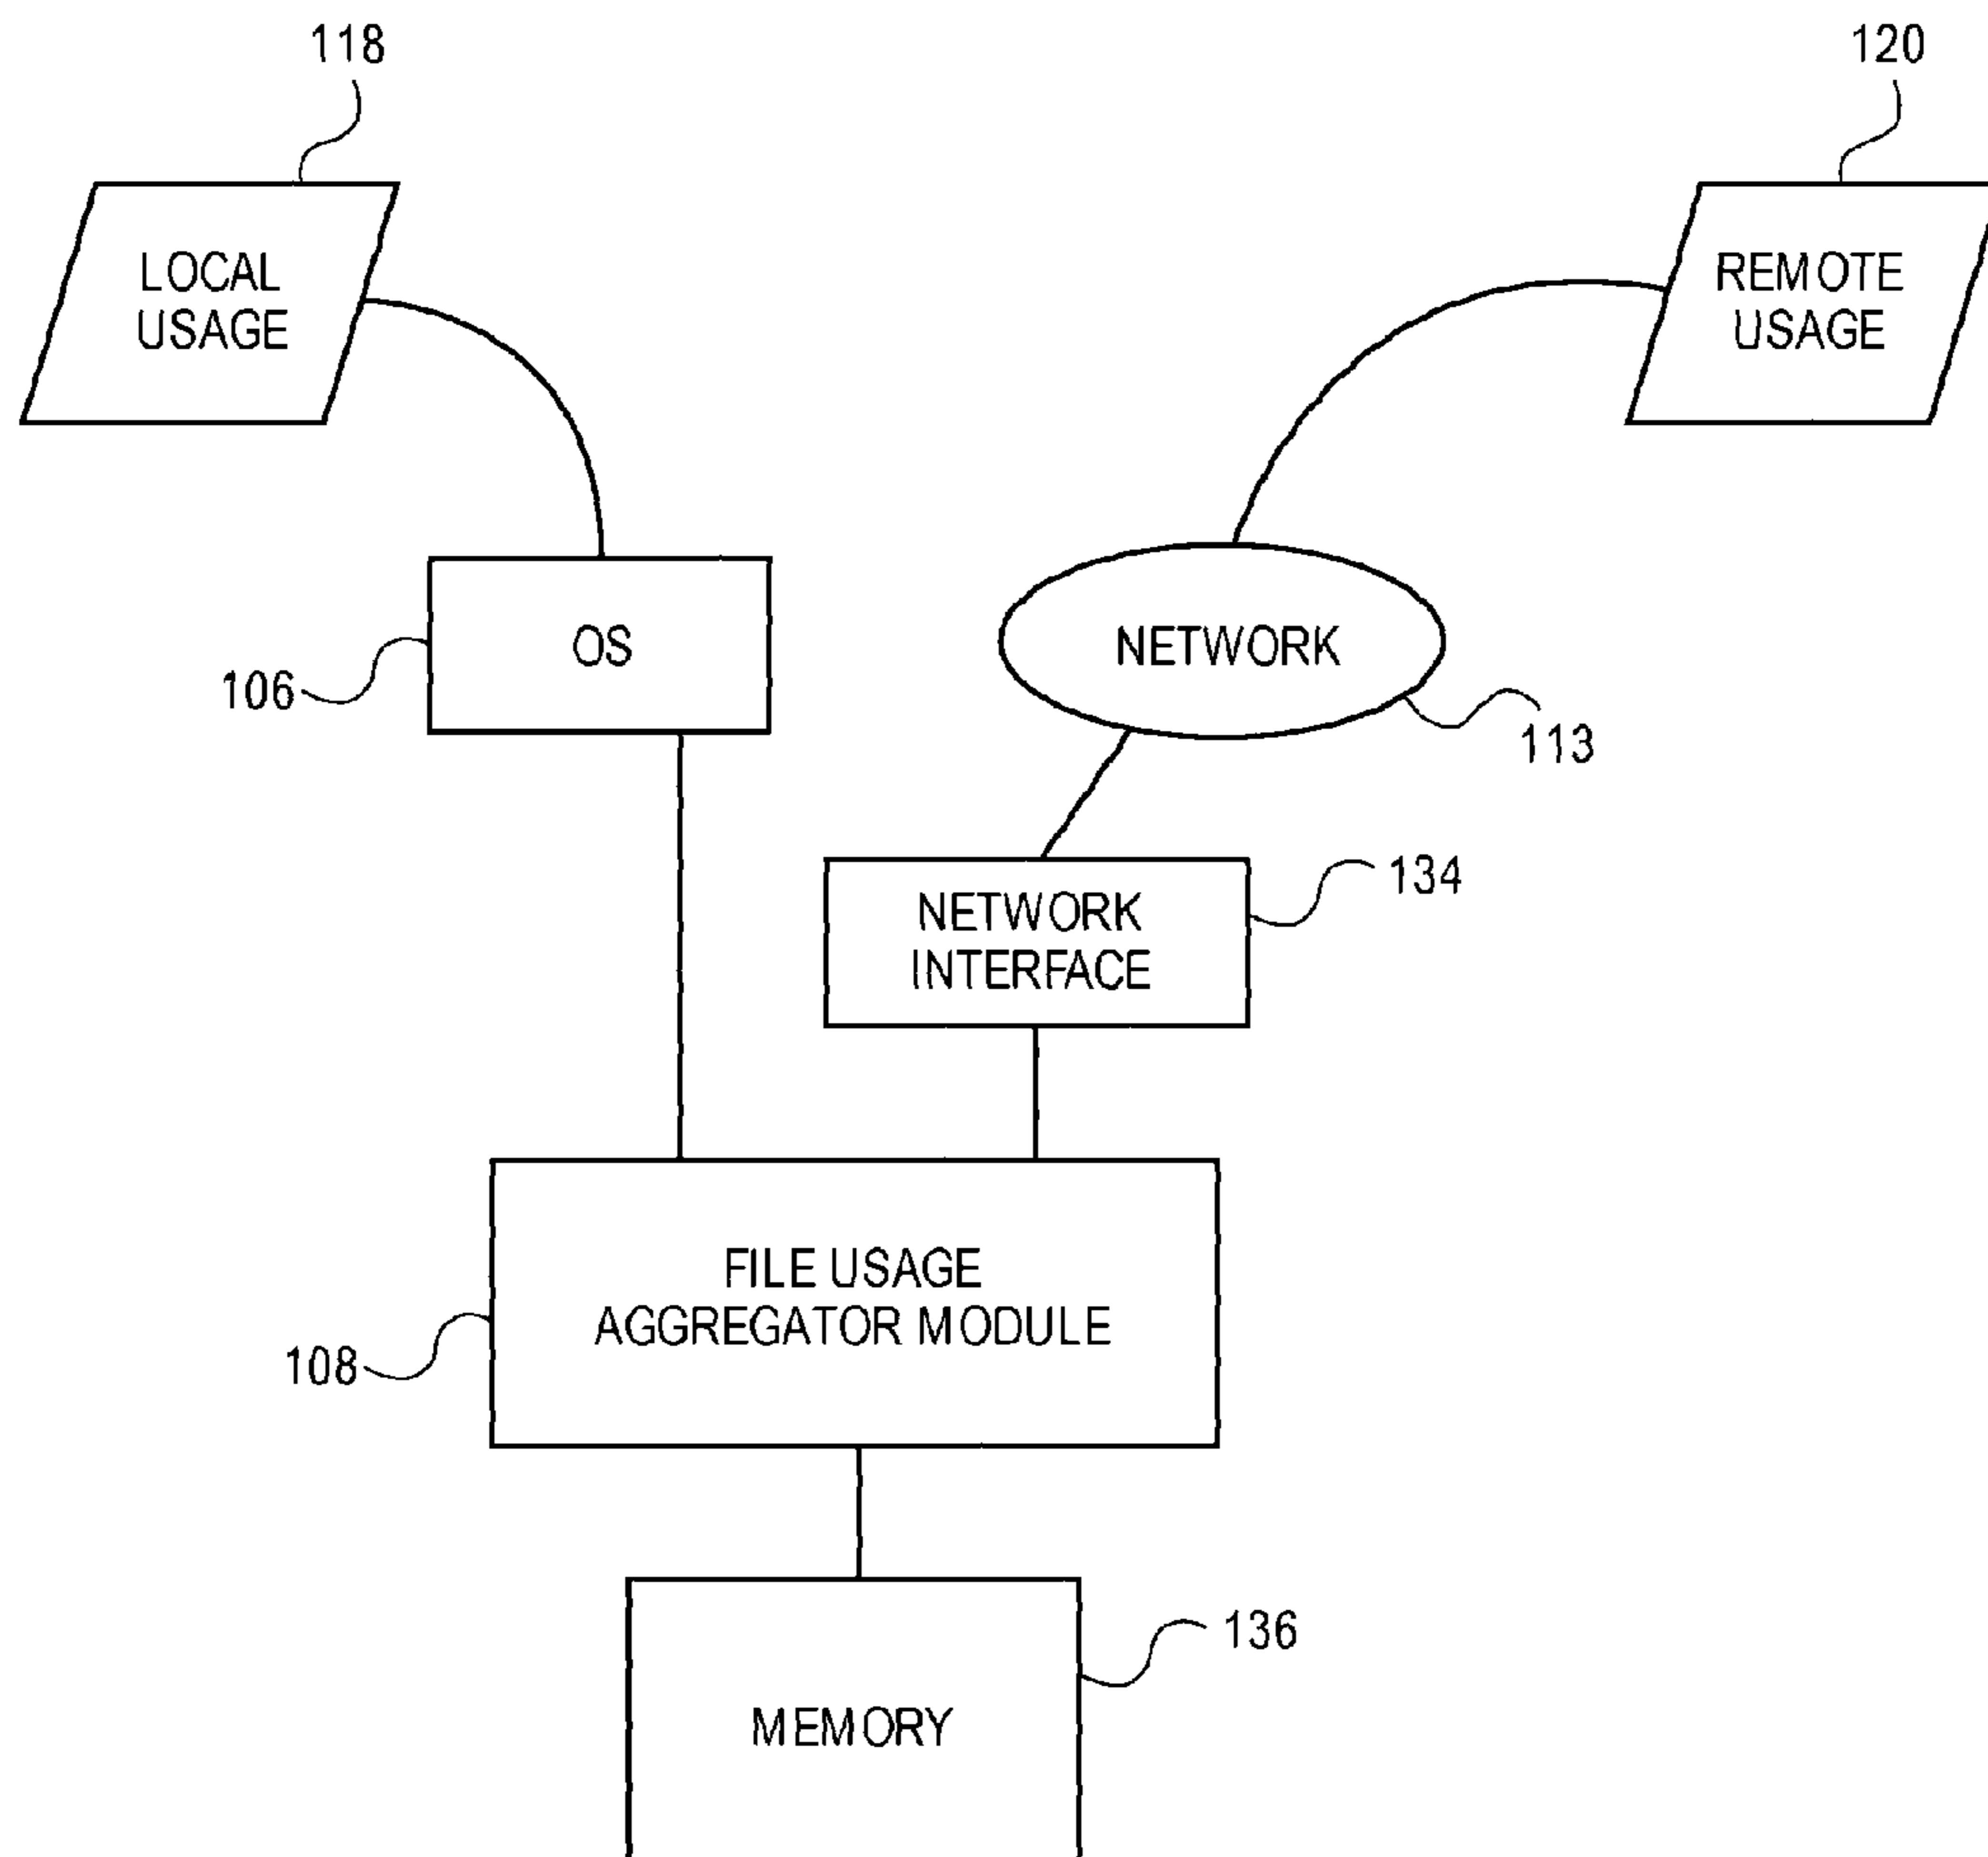 118
120
LOCAL
USAGE
REMOTE
USAGE
OS
NETWORK
106
113
NETWORK
INTERFACE
134
FILE USAGE
AGGREGATOR MODULE
108
136
MEMORY